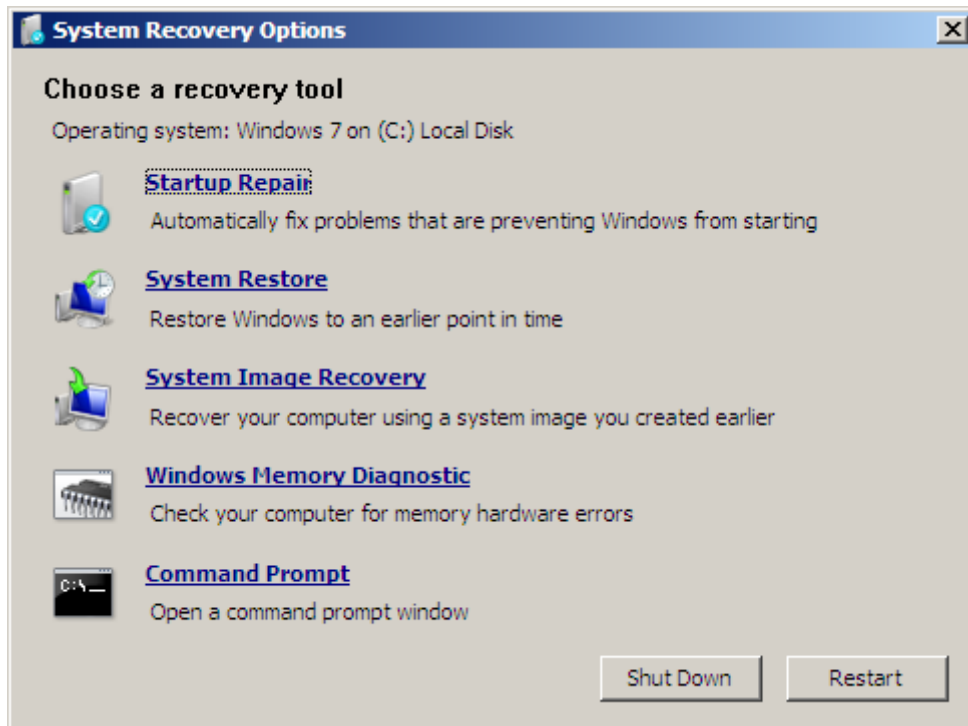 System Recovery Options
Choose a recovery tool
Operating system: Windows 7 on (C:) Local Disk
Startup Repair
Automatically fix problems that are preventing Windows from starting
System Restore
Restore Windows to an earlier point in time
System Image Recovery
Recover your computer using a system image you created earlier
Windows Memory Diagnostic
Check your computer for memory hardware errors
C:\_
Command Prompt
Open a command prompt window
Shut Down
Restart